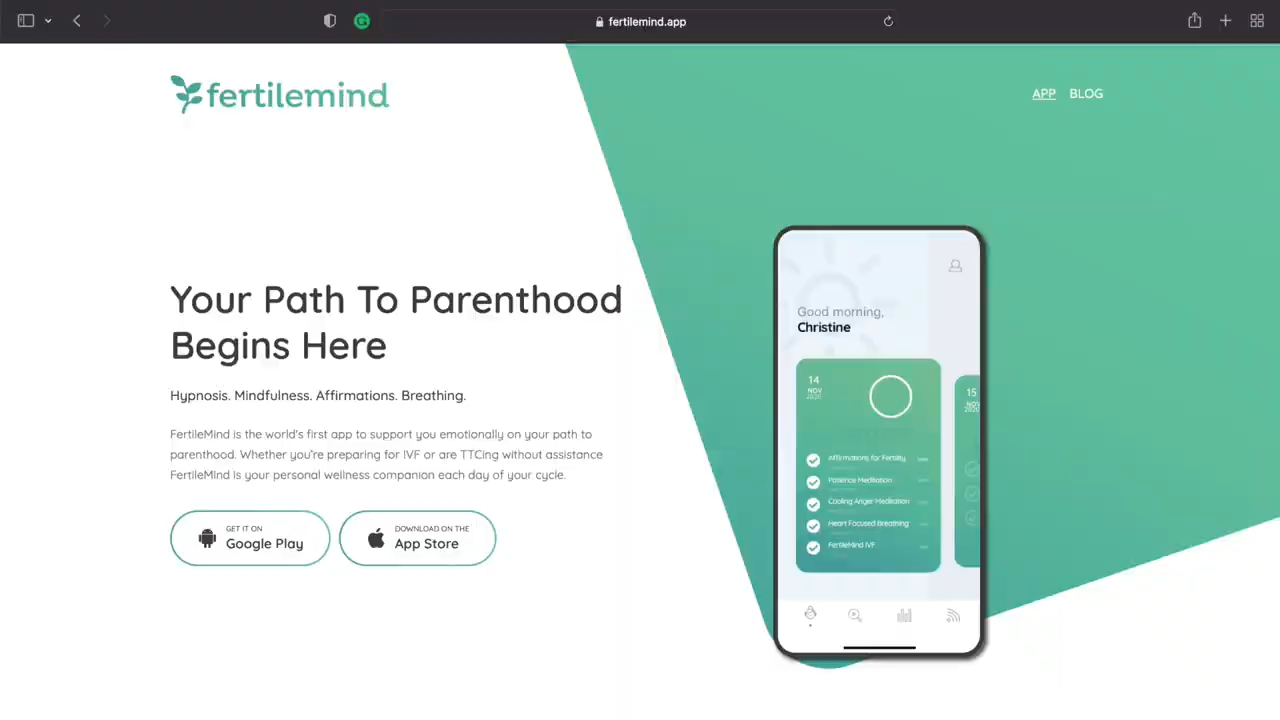 fertilemind.app
fertilemind
APP BLOG
Your Path To Parenthood
Begins Here
Hypnosis. Mindfulness. Affirmations. Breathing.
FertileMind is the world's first app to support you emotionally on your path to
parenthood. Whether you're preparing for IVF or are TTCing without assistance
FertileMInd is your personal wellness companion each day of your cycle.
GET IT ON
Google Play
DOWNLOAD ON THE
App Store
Good morning,
Christine
14
NOV
2020
Affirmations for Fertility
Patience Meditation
Cooling Anger Meditation
Heart Focused Breathing
FertileMind IVF
15
NOV